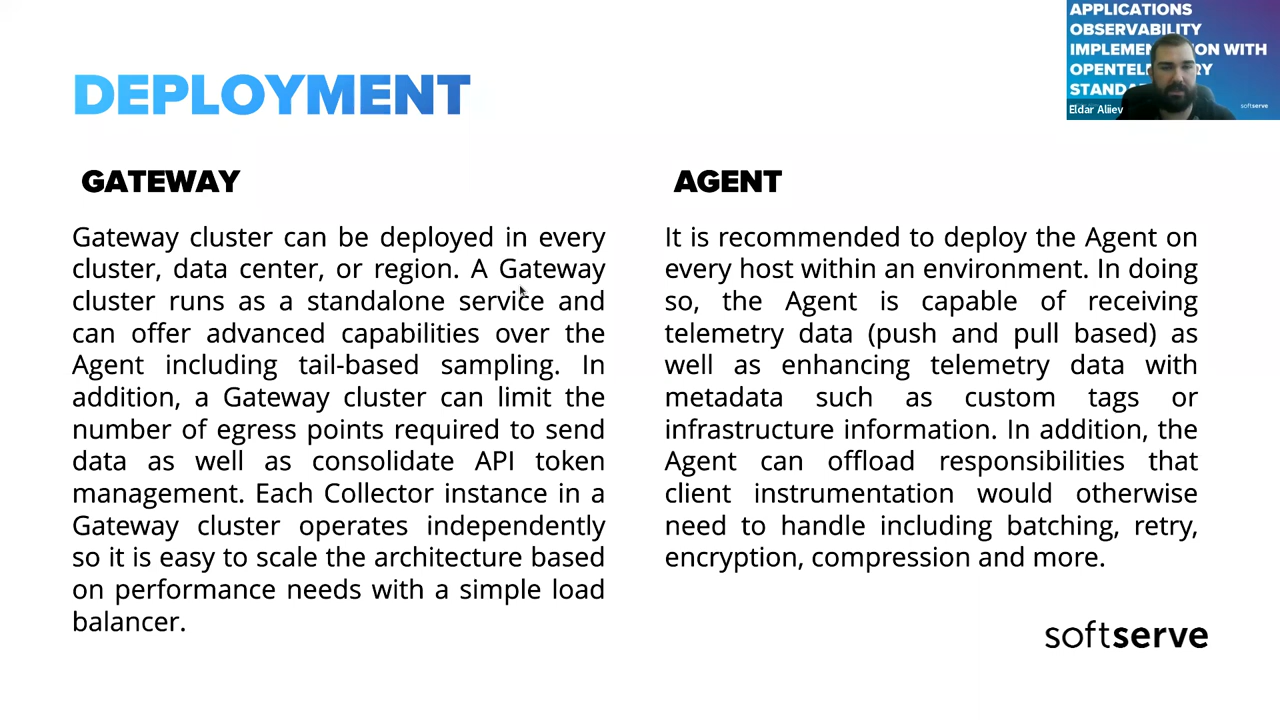 APPLICATIONS
OBSERVABILITY
ON WITH
softserve
Eldar Aliiev
DEPLOYMENT
GATEWAY
Gateway cluster can be deployed in every
cluster, data center, or region. A Gateway
cluster runs as a standalone service and
can offer advanced capabilities over the
Agent including tail-based sampling. In
addition, a Gateway cluster can limit the
number of egress points required to send
data as well as consolidate API token
management. Each Collector instance in a
Gateway cluster operates independently
so it is easy to scale the architecture based
on performance needs with a simple load
balancer.
AGENT
It is recommended to deploy the Agent on
every host within an environment. In doing
so, the Agent is capable of receiving
telemetry data (push and pull based) as
well as enhancing telemetry data with
metadata such as custom tags or
infrastructure information. In addition, the
Agent can offload responsibilities that
client instrumentation would otherwise
need to handle including batching, retry,
encryption, compression and more.
softserve